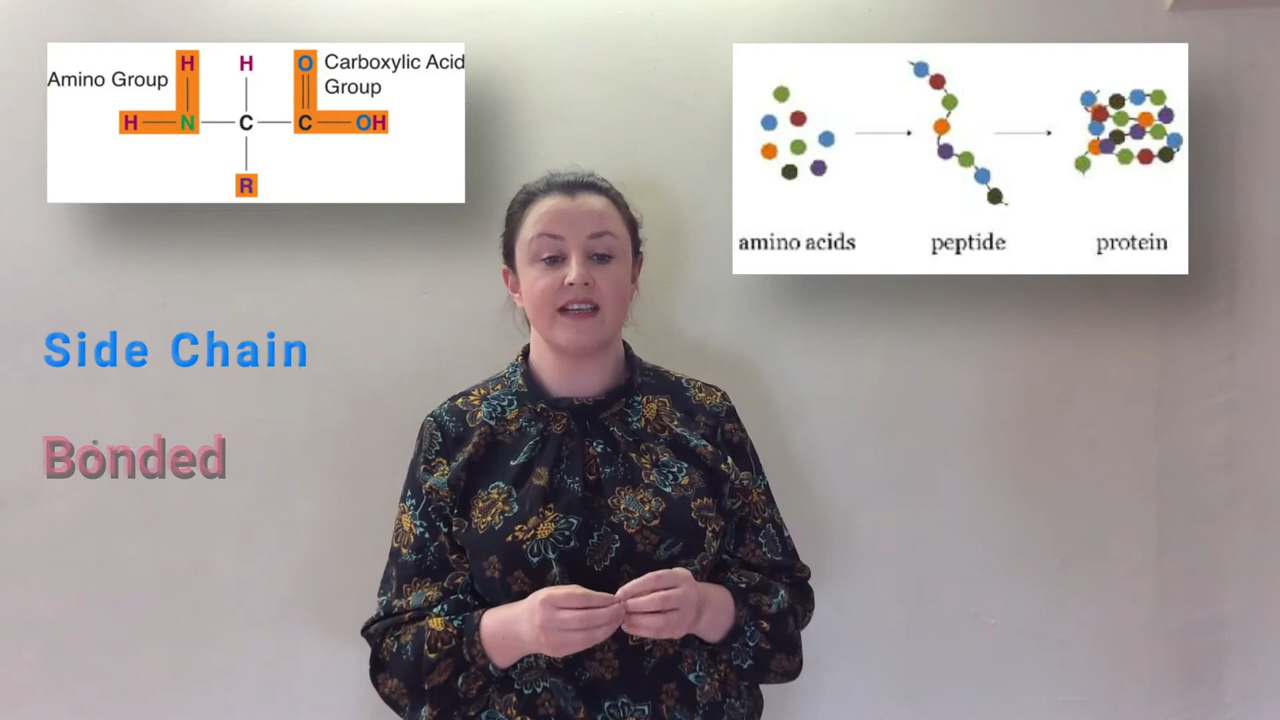 H H O Carboxylic Acid
Amino Group Group
H N C C OH
R
amino acids peptide protein
Side Chain
Bonded